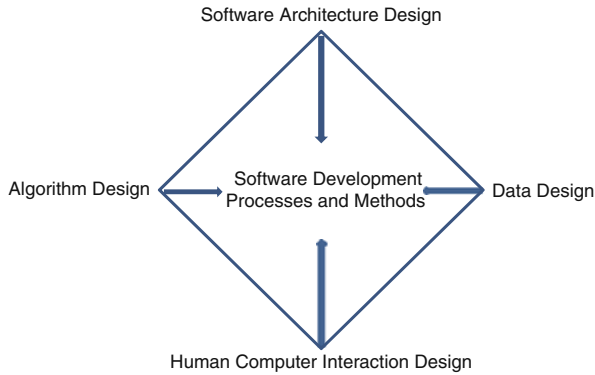 Software Architecture Design
Algorithm Design
Software Development
Processes and Methods
Data Design
Human Computer Interaction Design